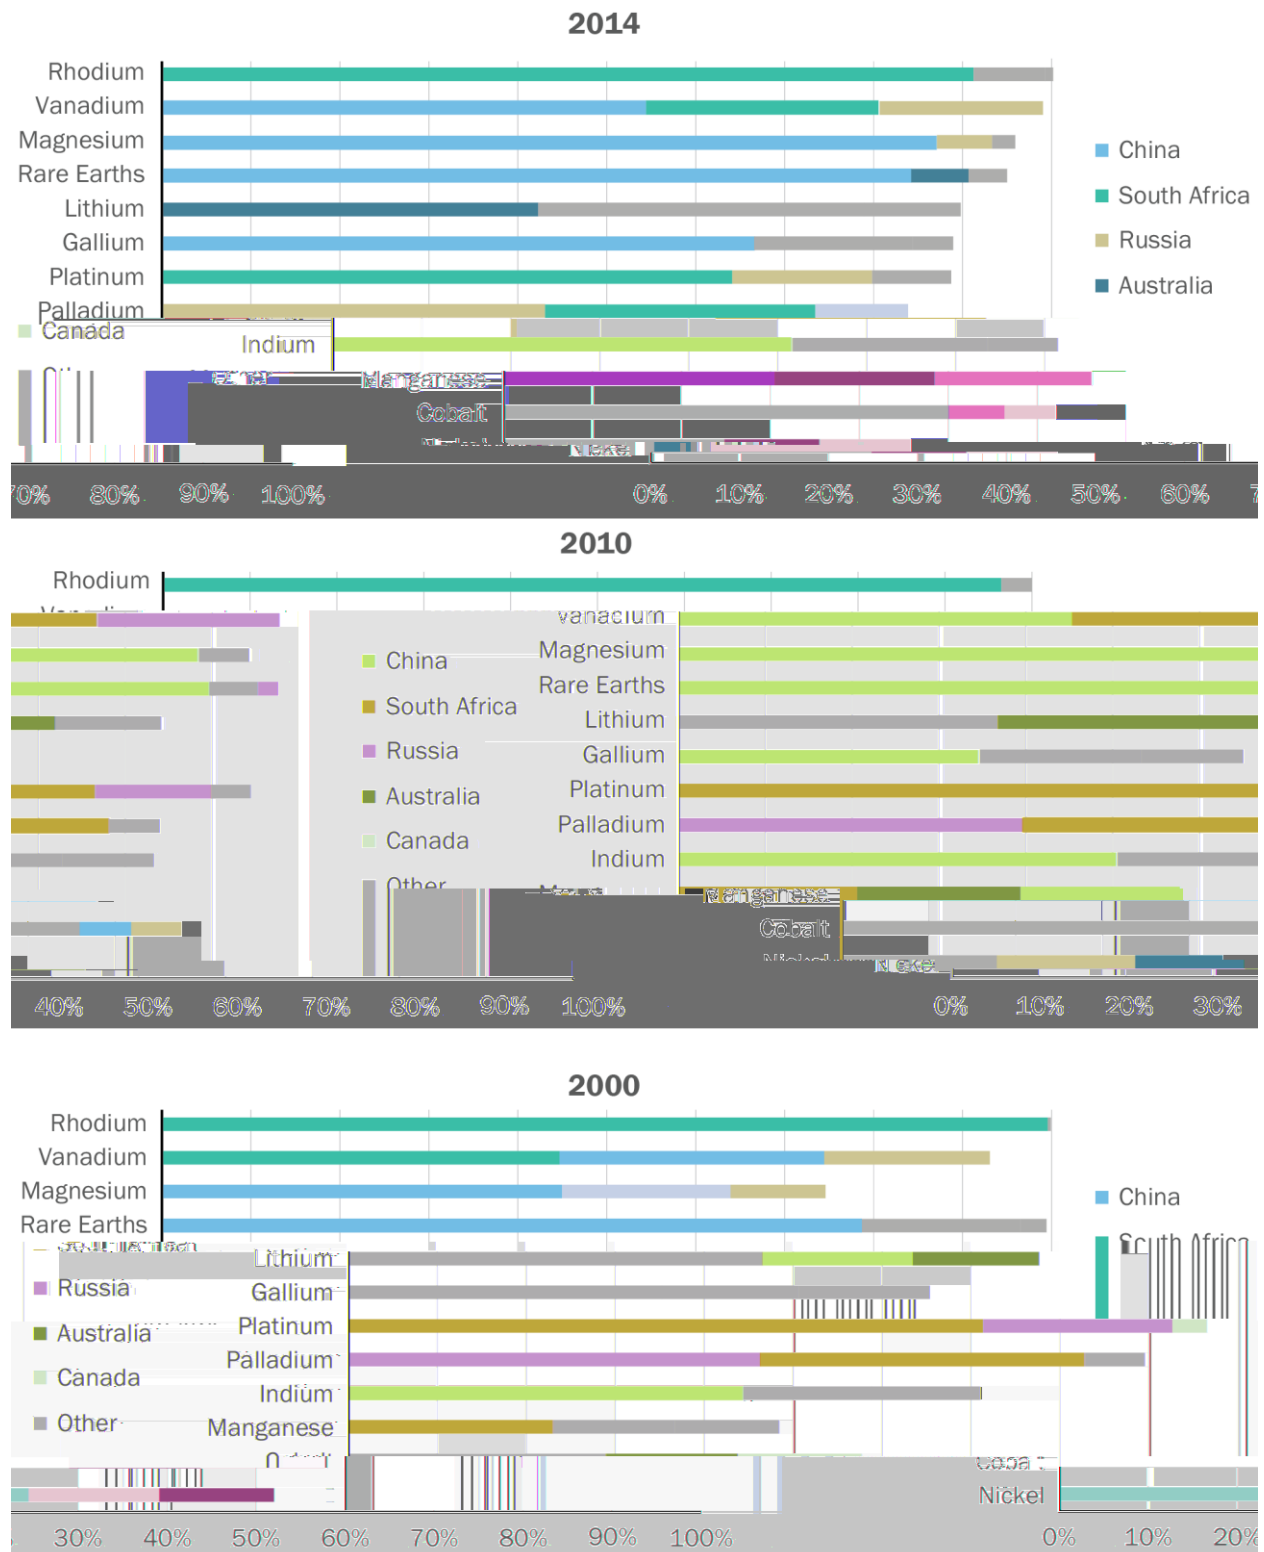 2014
Rhodium
Vanadium
Magnesium
China
Rare Earths
South Africa
Lithium
Gallium
Russia
Platinum
Australia
Palladium
Canada
Indium
Manganese
Cobalt
70% 80% 90% 100% 0% 10% 20% 30% 40% 50% 60%
2010
Rhodium
Vanadium
Magnesium
China
Rare Earths
South Africa
Lithium
Russia
Gallium
Platinum
Australia
Palladium
Canada
Indium
Other
Manganese
Cobalt
40% 50% 60% 70% 80% 90% 100% 0% 10% 20% 30%
2000
Rhodium
Vanadium
Magnesium
China
Rare Earths
South Africa
Lithium
Russia
Gallium
Platinum
Australia
Palladium
Canada
Indium
Other
Manganese
Nickel
30% 40% 50% 60% 70% 80% 90% 100% 0% 10% 20%